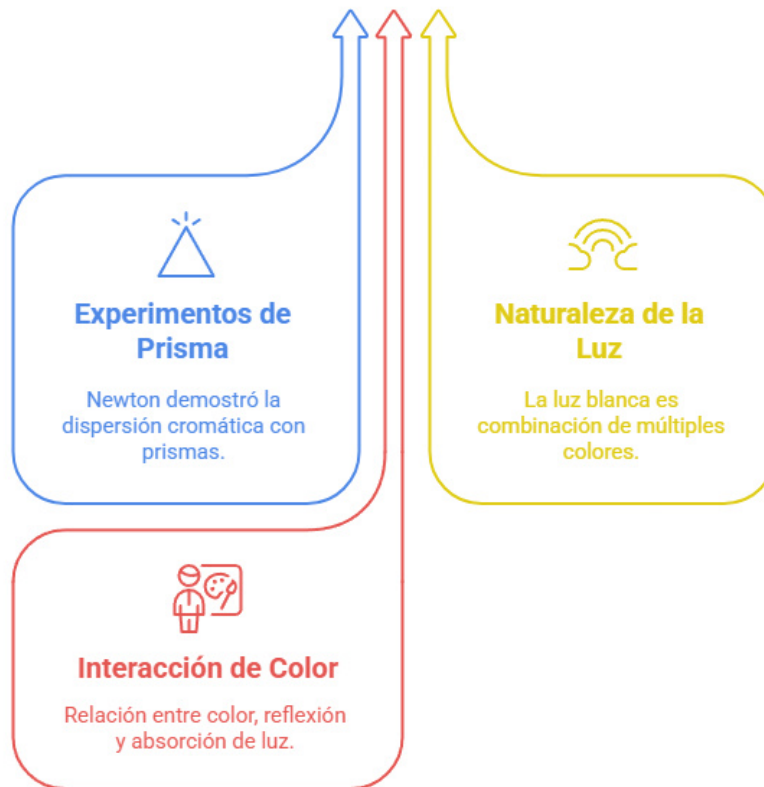 Experimentos de
Prisma
Newton demostró la
dispersión cromática con
prismas.
Naturaleza de la
Luz
La luz blanca es
combinación de múltiples
colores.
Interacción de Color
Relación entre color, reflexión
y absorción de luz.